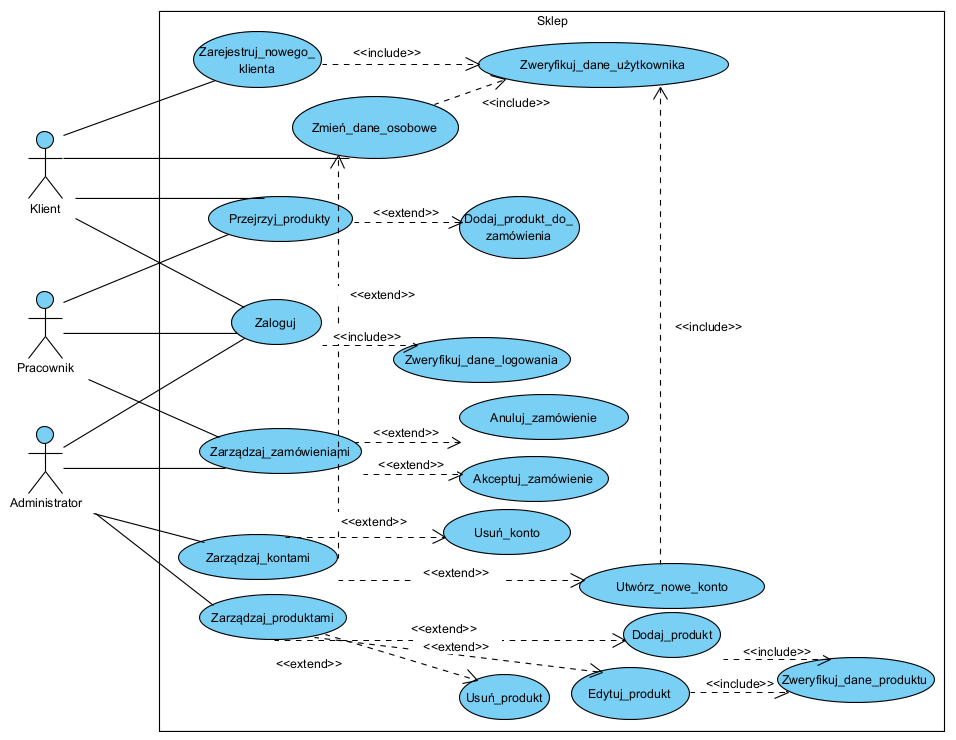 Sklep
Zarejestruj_nowego_
klienta
<<include>>
Zweryfikuj_dane_użytkownika
<<include>>
Zmień_dane_osobowe
Klient
Przejrzyj_produkty
<<extend>>
Dodaj_produkt_do_
zamówienia
<<extend>>
Zaloguj
<<include>>
<<include>>
Zweryfikuj_dane_logowania
Pracownik
Anuluj_zamówienie
<<extend>>
Zarządzaj_zamówieniami
<<extend>>
Akceptuj_zamówienie
Administrator
<<extend>>
Usuń_konto
Zarządzaj_kontami
<<extend>>
Utwórz_nowe_konto
Zarządzaj_produktami
<<extend>>
Dodaj_produkt
<<extend>>
<<include>>
<<extend>>
Zweryfikuj_dane_produktu
<<include>>
Edytuj_produkt
Usuń_produkt